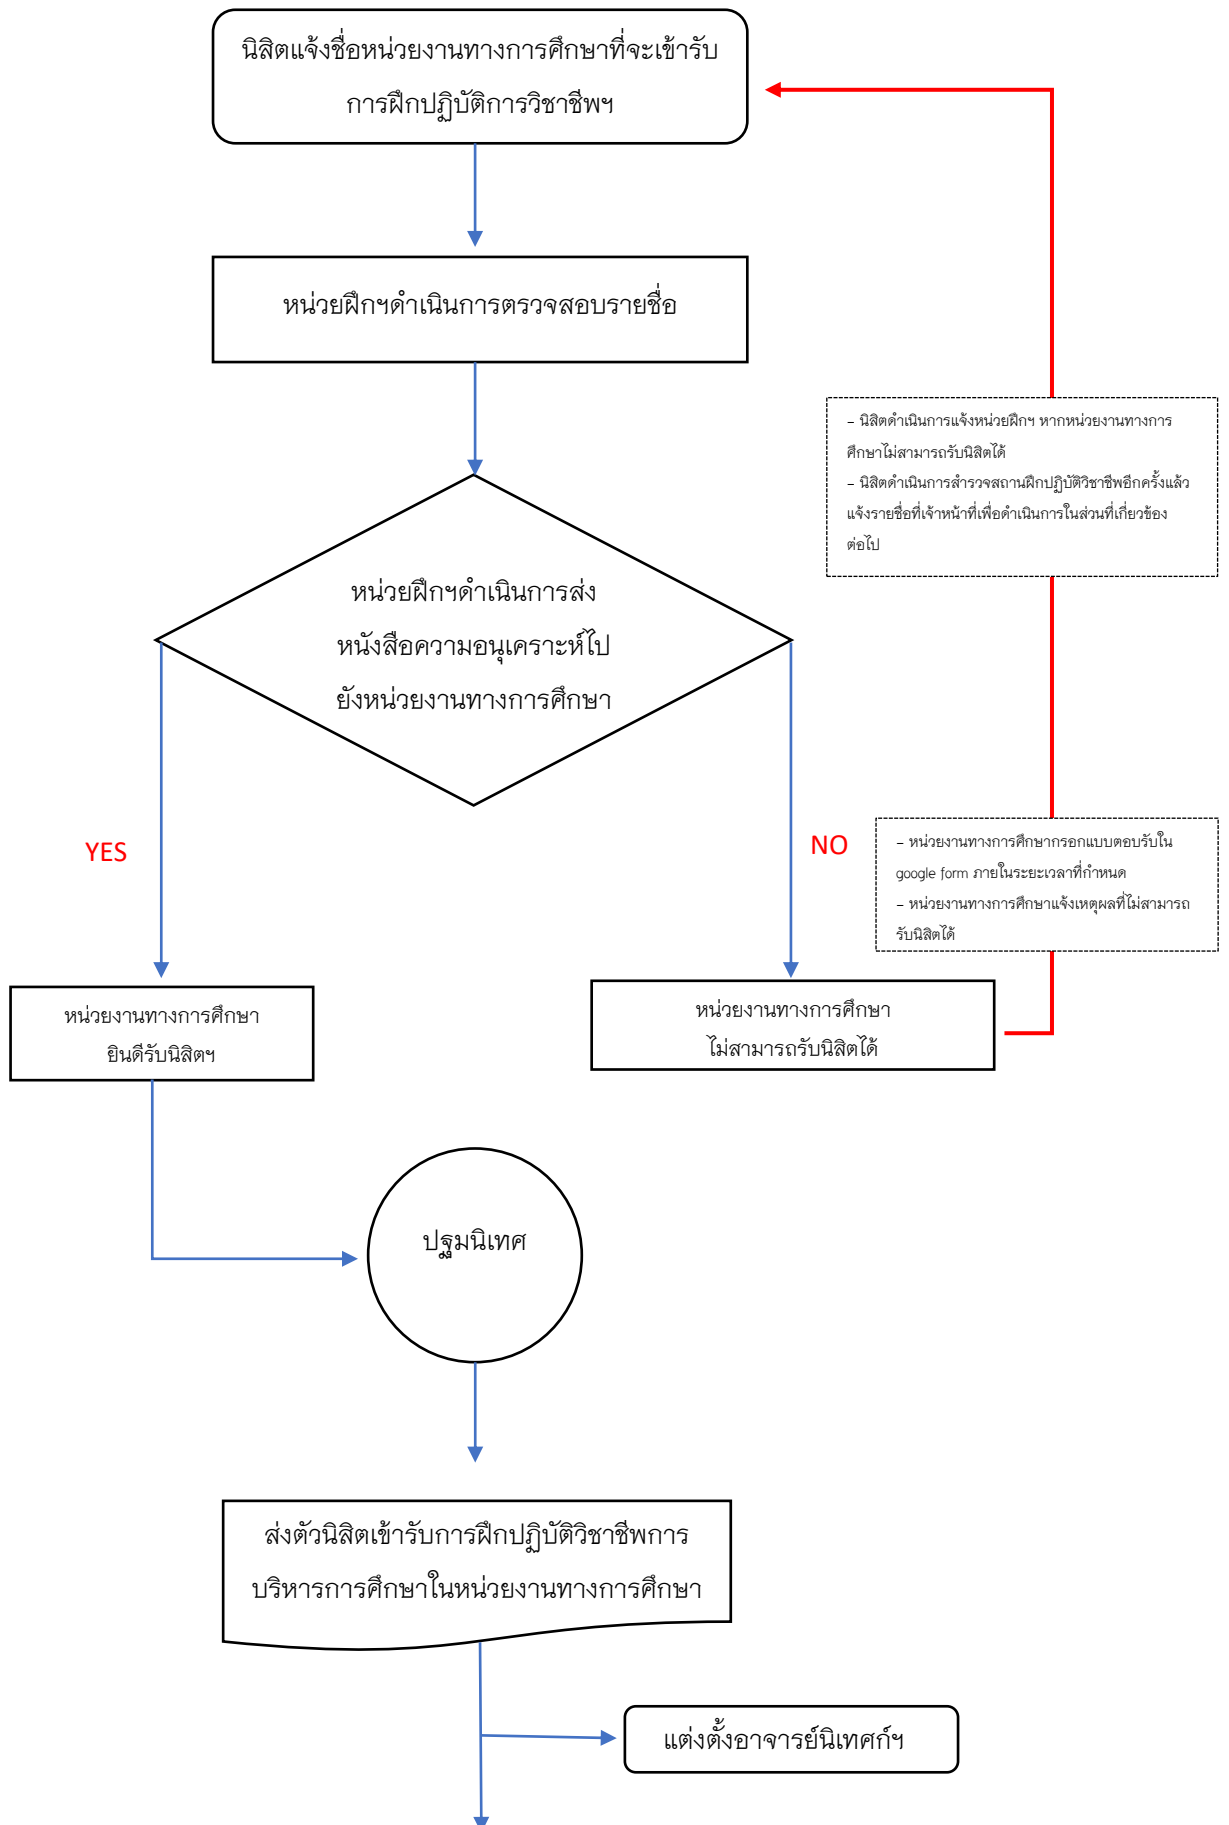 นิสิตแจ้งชื่อหน่วยงานทางการศึกษาที่จะเข้ารับ
การฝึกปฏิบัติการวิชาชีพฯ
หน่วยฝึกฯดำเนินการตรวจสอบรายชื่อ
– นิสิตดำเนินการแจ้งหน่วยฝึกฯ หากหน่วยงานทางการ
ศึกษาไม่สามารถรับนิสิตได้
– นิสิตดำเนินการสำรวจสถานฝึกปฏิบัติวิชาชีพอีกครั้งแล้ว
แจ้งรายชื่อที่เจ้าหน้าที่เพื่อดำเนินการในส่วนที่เกี่ยวข้อง
ต่อไป
หน่วยฝึกฯดำเนินการส่ง
หนังสือความอนุเคราะห์ไป
ยังหน่วยงานทางการศึกษา
YES
NO
– หน่วยงานทางการศึกษากรอกแบบตอบรับใน
google form ภายในระยะเวลาที่กำหนด
– หน่วยงานทางการศึกษาแจ้งเหตุผลที่ไม่สามารถ
รับนิสิตได้
หน่วยงานทางการศึกษา
ยินดีรับนิสิตฯ
หน่วยงานทางการศึกษา
ไม่สามารถรับนิสิตได้
ปฐมนิเทศ
ส่งตัวนิสิตเข้ารับการฝึกปฏิบัติวิชาชีพการ
บริหารการศึกษาในหน่วยงานทางการศึกษา
แต่งตั้งอาจารย์นิเทศก์ฯ